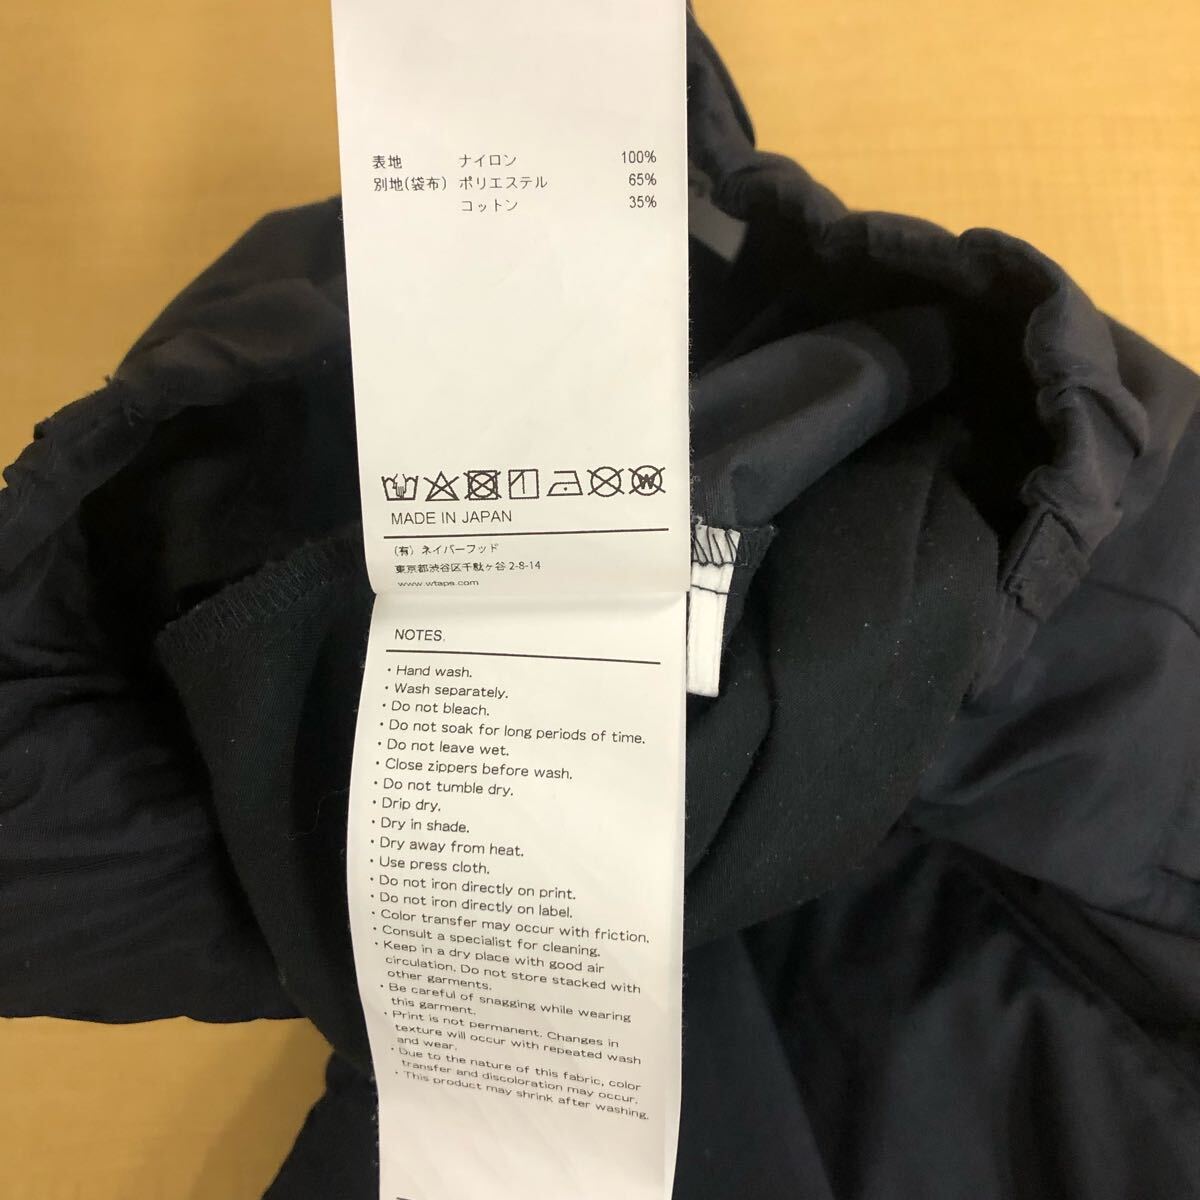 表地 ナイロン 100%
別地(袋布) ポリエステル 65%
コットン 35%
MADE IN JAPAN
(有) ネイバーフッド
東京都渋谷区千駄ヶ谷 2-8-14
www.wtaps.com
NOTES.
・Hand wash.
・Wash separately.
・Do not bleach.
・Do not soak for long periods of time.
・Do not leave wet.
・Close zippers before wash.
・Do not tumble dry.
・Drip dry.
・Dry in shade.
・Dry away from heat.
・Use press cloth.
・Do not iron directly on print.
・Do not iron directly on label.
・Color transfer may occur with friction.
・Consult a specialist for cleaning.
・Keep in a dry place with good air
circulation. Do not store stacked with
other garments.
・Be careful of snagging while wearing
this garment.
・Print is not permanent. Changes in
texture will occur with repeated wash
and wear.
・Due to the nature of this fabric, color
transfer and discoloration may occur.
・This product may shrink after washing.